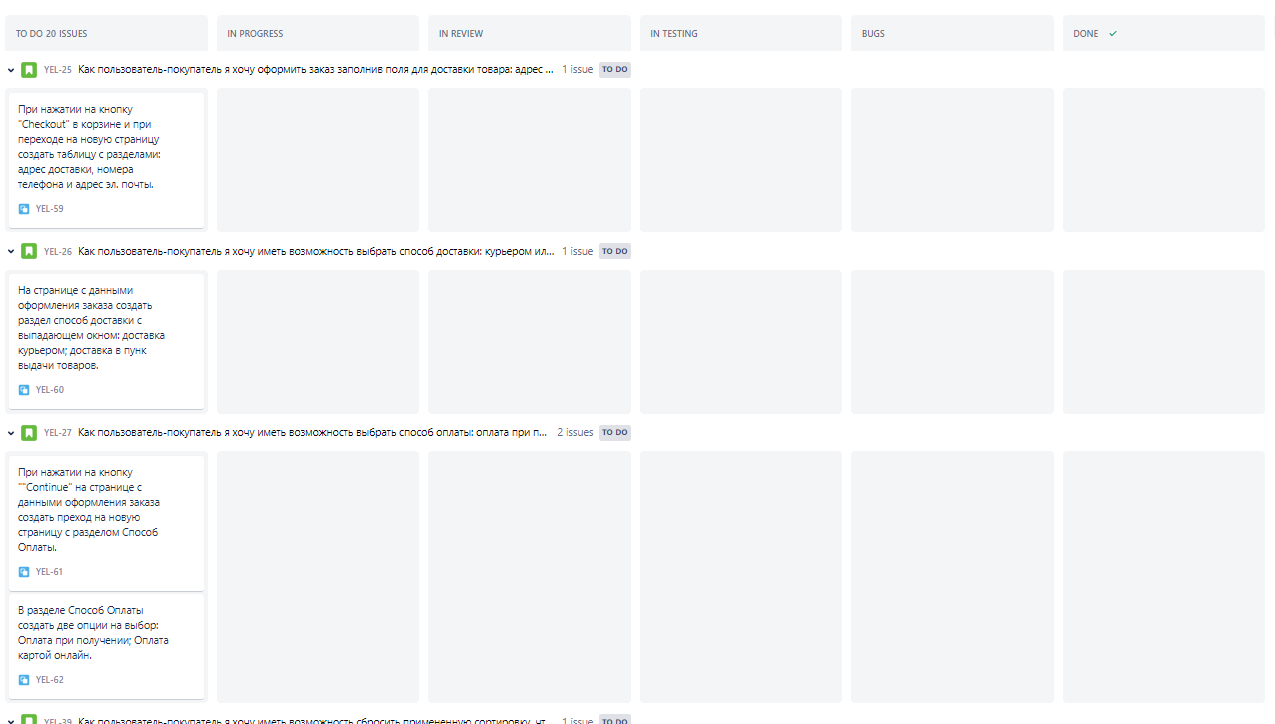 TO DO 20 ISSUES
IN PROGRESS
IN REVIEW
IN TESTING
BUGS
DONE
YEL-25 Как пользователь-покупатель я хочу оформить заказ заполнив поля для доставки товара: адрес ... 1 issue TO DO
При нажатии на кнопку
"Checkout" в корзине и при
переходе на новую страницу
создать таблицу с разделами:
адрес доставки, номера
телефона и адрес эл. почты.
YEL-59
YEL-26 Как пользователь-покупатель я хочу иметь возможность выбрать способ доставки: курьером ил... 1 issue TO DO
На странице с данными
оформления заказа создать
раздел способ доставки с
выпадающем окном: доставка
курьером; доставка в пунк
выдачи товаров.
YEL-60
YEL-27 Как пользователь-покупатель я хочу иметь возможность выбрать способ оплаты: оплата при п... 2 issues TO DO
При нажатии на кнопку
""Continue" на странице с
данными оформления заказа
создать преход на новую
страницу с разделом Способ
Оплаты.
YEL-61
В разделе Способ Оплаты
создать две опции на выбор:
Оплата при получении; Оплата
картой онлайн.
YEL-62
YEL-39 Как пользователь-покупатель я хочу иметь возможность сбросить примененную сортировку, чт... 1 issue TO DO